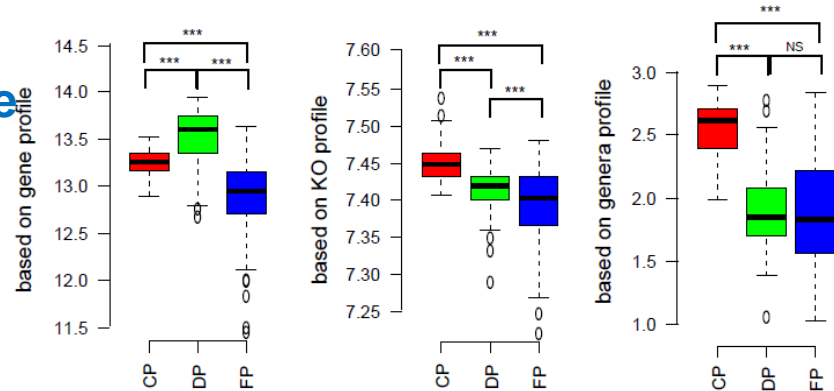 e
based on gene profile
14.5
14.0
13.5
13.0
12.5
12.0
11.5
***
***
***
CP
DP
FP
based on KO profile
7.60
7.55
7.50
7.45
7.40
7.35
7.30
7.25
***
***
***
CP
DP
FP
based on genera profile
3.0
2.5
2.0
1.5
1.0
***
***
NS
CP
DP
FP